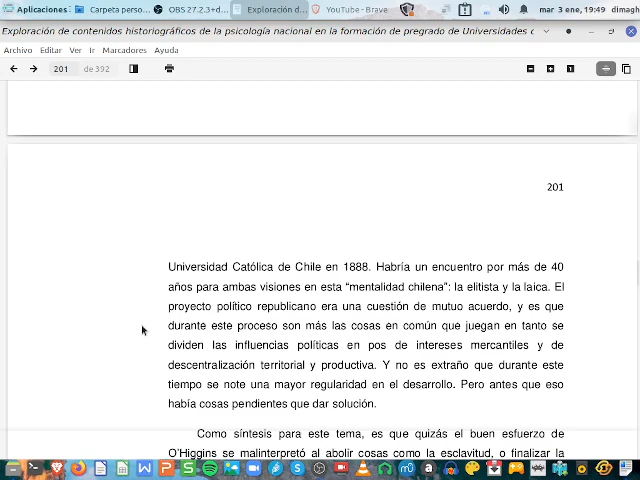 Aplicaciones
Carpeta perso...
OBS 27.2.3+d...
Exploración d...
YouTube - Brave
mar 3 ene, 19:49
dimagh
Exploración de contenidos historiográficos de la psicología nacional en la formación de pregrado de Universidades c
Archivo Editar Ver Ir Marcadores Ayuda
201 de 392
201
Universidad Católica de Chile en 1888. Habría un encuentro por más de 40
años para ambas visiones en esta “mentalidad chilena”: la elitista y la laica. El
proyecto político republicano era una cuestión de mutuo acuerdo, y es que
durante este proceso son más las cosas en común que juegan en tanto se
dividen las influencias políticas en pos de intereses mercantiles y de
descentralización territorial y productiva. Y no es extraño que durante este
tiempo se note una mayor regularidad en el desarrollo. Pero antes que eso
había cosas pendientes que dar solución.
Como síntesis para este tema, es que quizás el buen esfuerzo de
O’Higgins se malinterpretó al abolir cosas como la esclavitud, o finalizar la